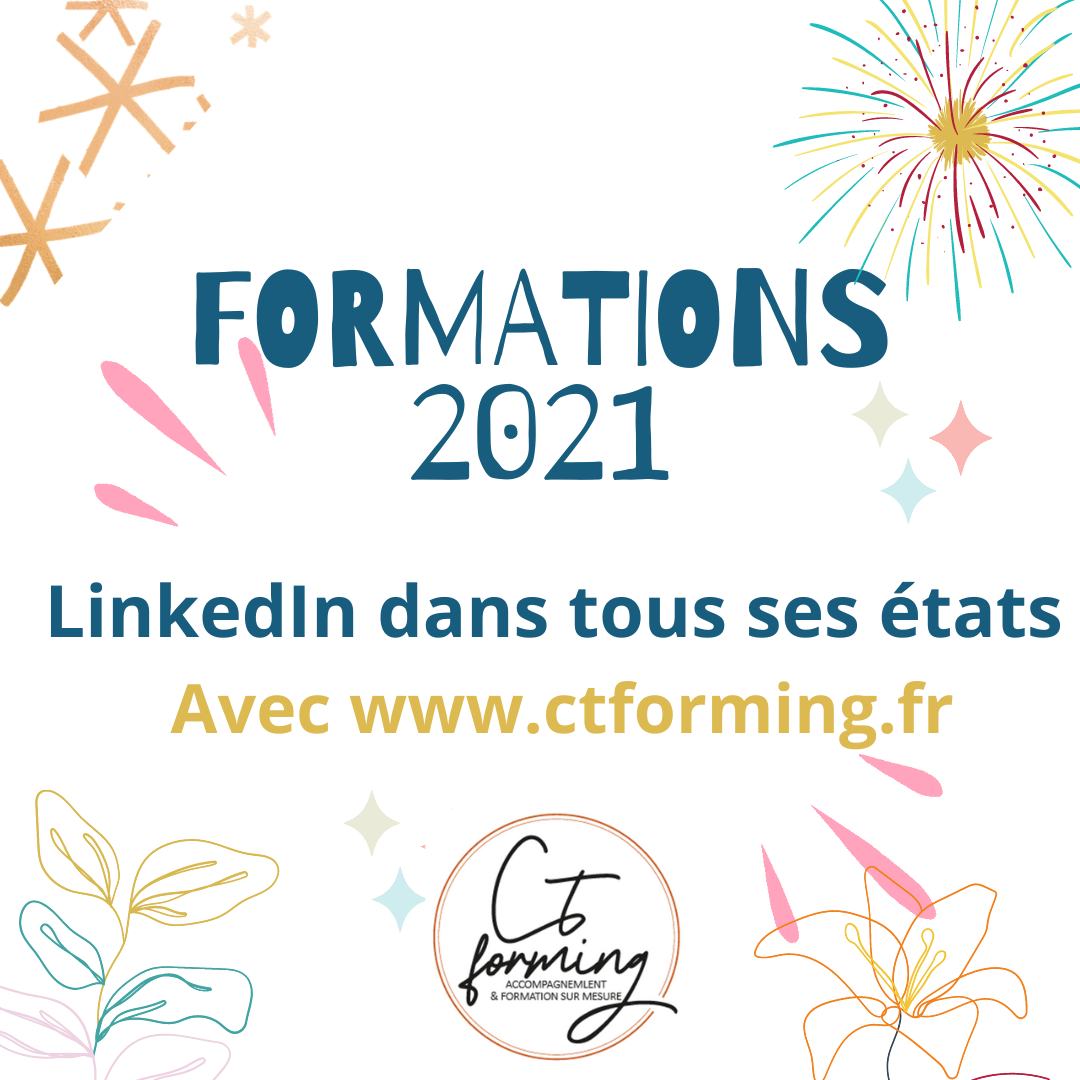 FORMATIONS
2021
LinkedIn dans tous ses états
Avec www.ctforming.fr
Ct
forming
ACCOMPAGNEMLENT
& FORMATION SUR MESURE